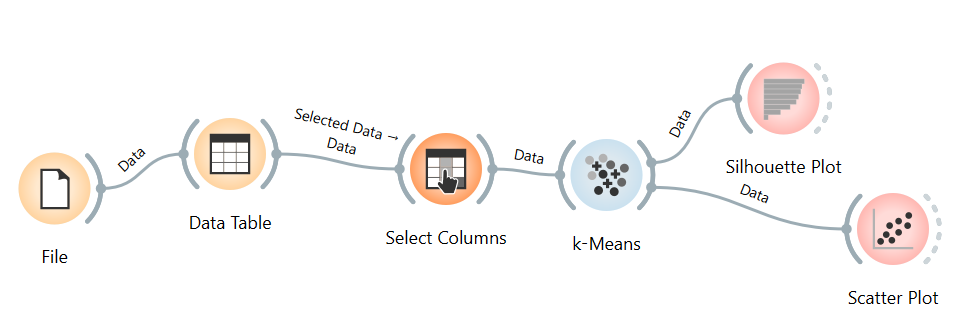 Data
File
Data Table
Selected Data →
Data
Select Columns
Data
k-Means
Data
Silhouette Plot
Data
Scatter Plot